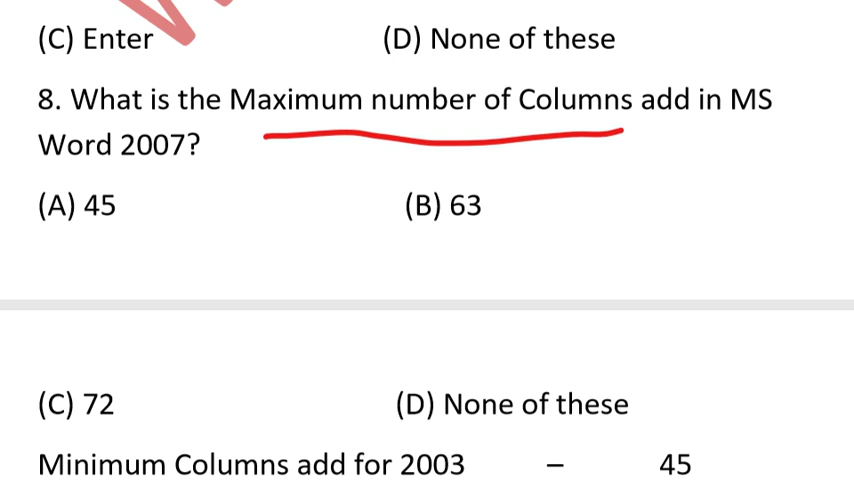 (C) Enter (D) None of these
8. What is the Maximum number of Columns add in MS
Word 2007?
(A) 45 (B) 63
(C) 72 (D) None of these
Minimum Columns add for 2003 – 45